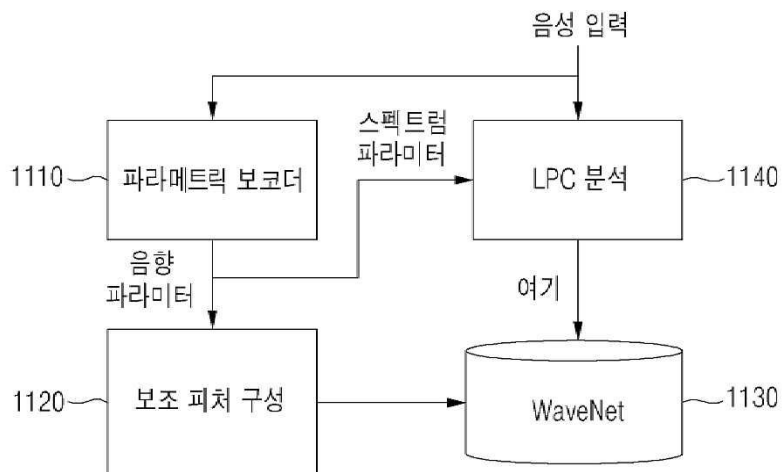 음성 입력
스펙트럼
파라미터
1110
파라메트릭 보코더
LPC 분석
1140
음향
파라미터
여기
1120
보조 피처 구성
WaveNet
1130